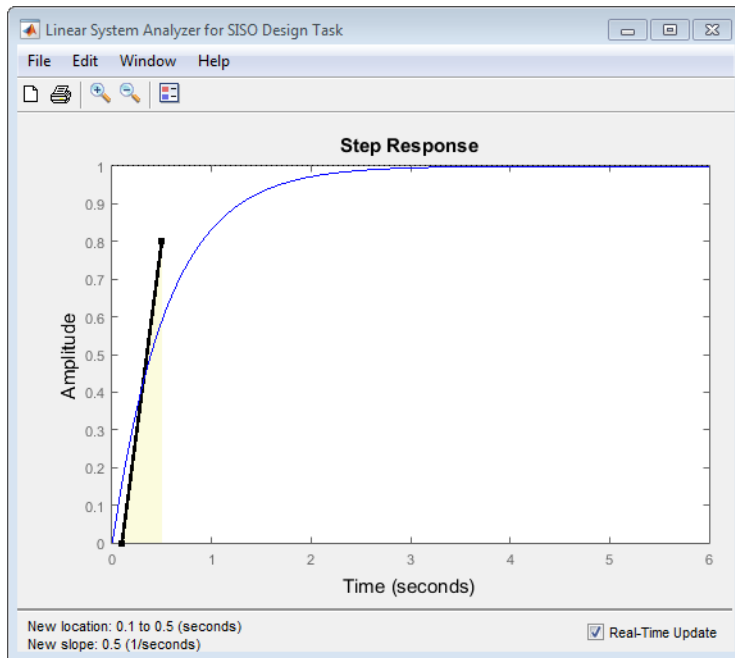 Linear System Analyzer for SISO Design Task
File Edit Window Help
Step Response
Amplitude
1
0.9
0.8
0.7
0.6
0.5
0.4
0.3
0.2
0.1
0
0 1 2 3 4 5 6
Time (seconds)
New location: 0.1 to 0.5 (seconds)
New slope: 0.5 (1/seconds)
Real-Time Update